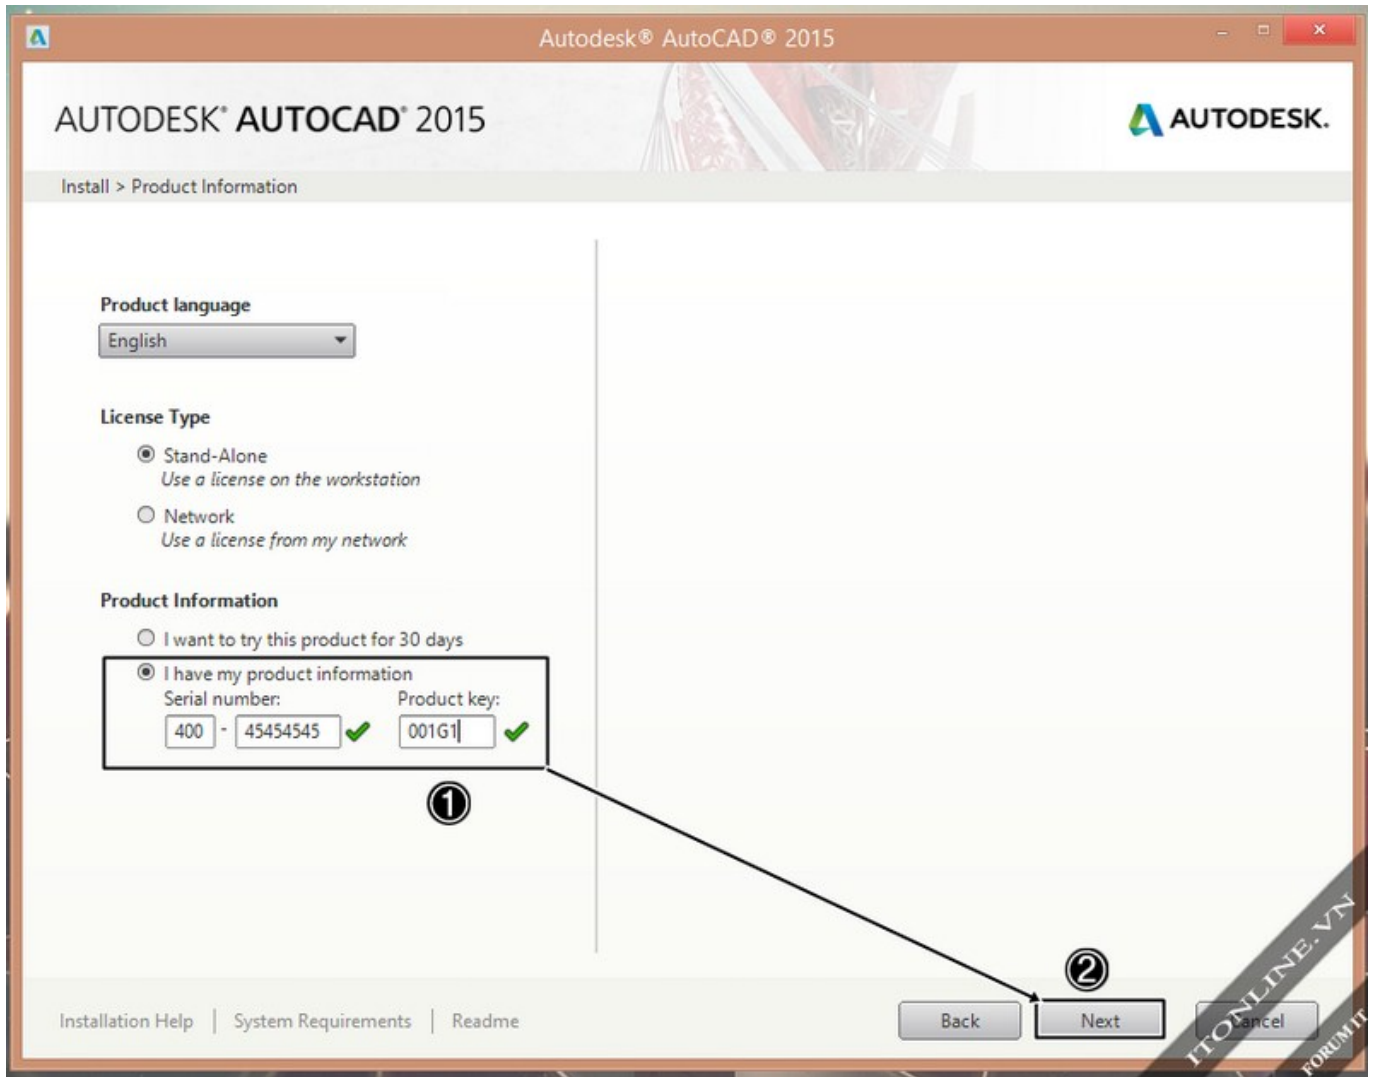 Autodesk® AutoCAD® 2015
AUTODESK® AUTOCAD® 2015
AUTODESK.
Install > Product Information
Product language
English
License Type
Stand-Alone
Use a license on the workstation
Network
Use a license from my network
Product Information
I want to try this product for 30 days
I have my product information
Serial number: Product key:
400 - 45454545 001G1
1
2
Installation Help | System Requirements | Readme
Back Next Cancel
ITONLINE.VN
FORUM IT